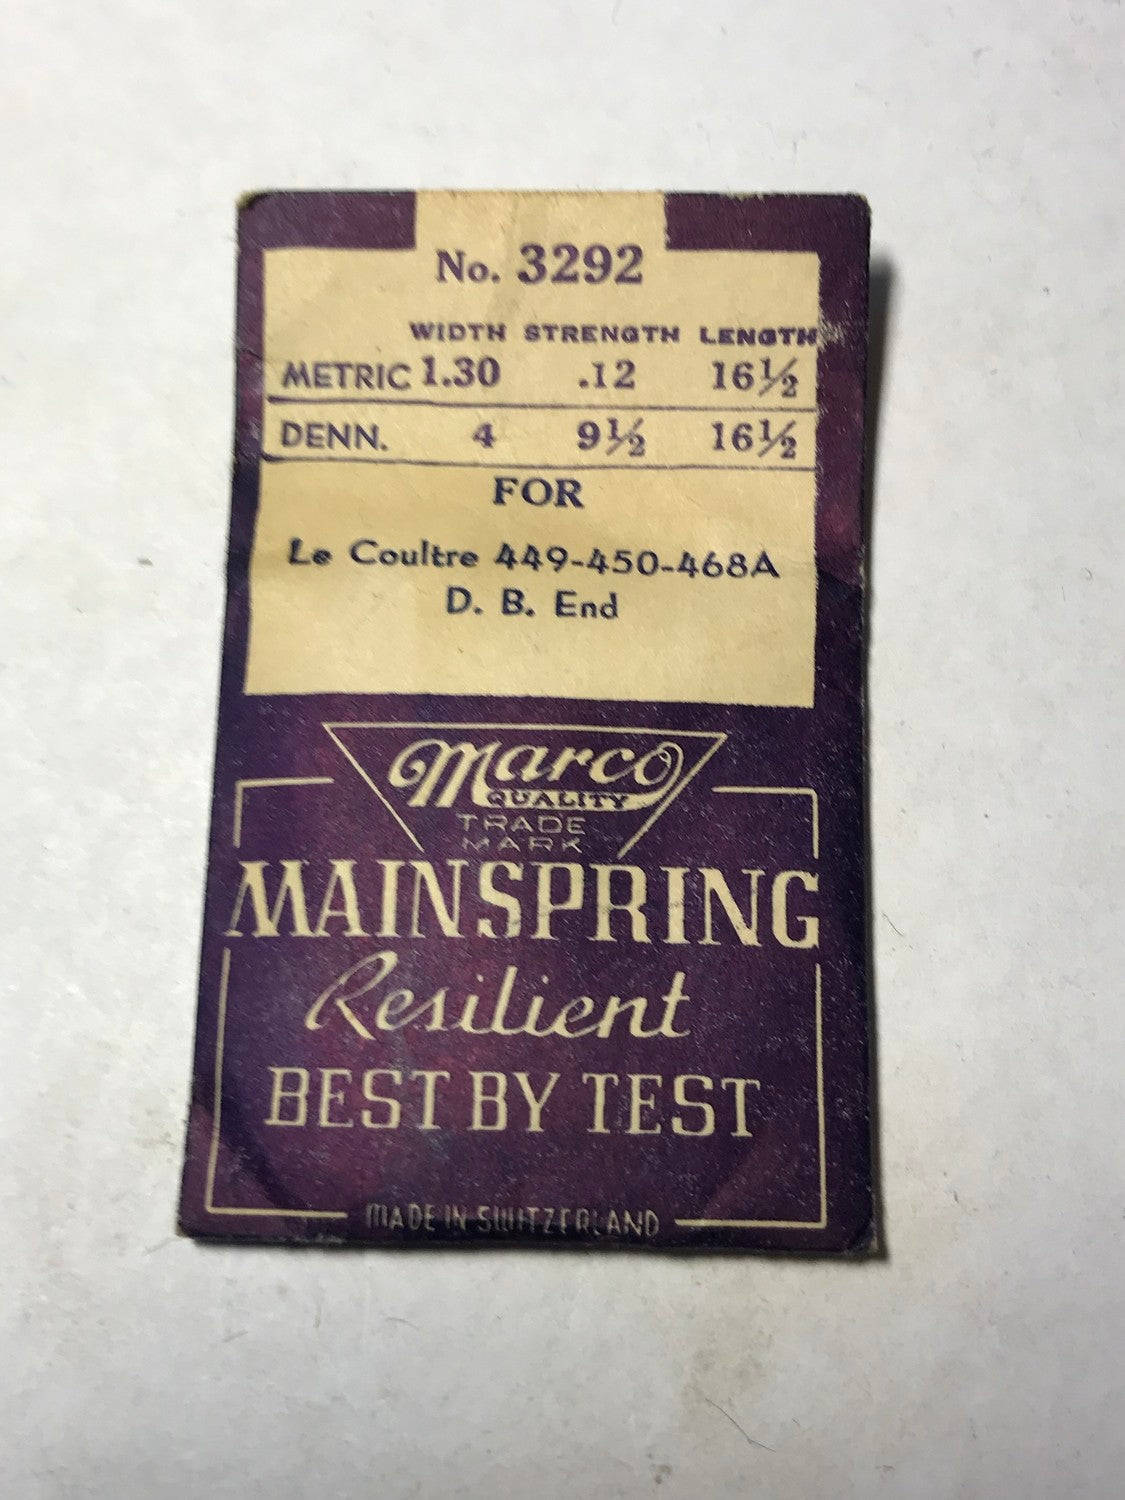 No. 3292
WIDTH STRENGTH LENGTH
METRIC 1.30 .12 16½
DENN. 4 9½ 16½
FOR
Le Coultre 449-450-468A
D. B. End
Marco
QUALITY
TRADE
MARK
MAINSPRING
Resilient
BEST BY TEST
MADE IN SWITZERLAND